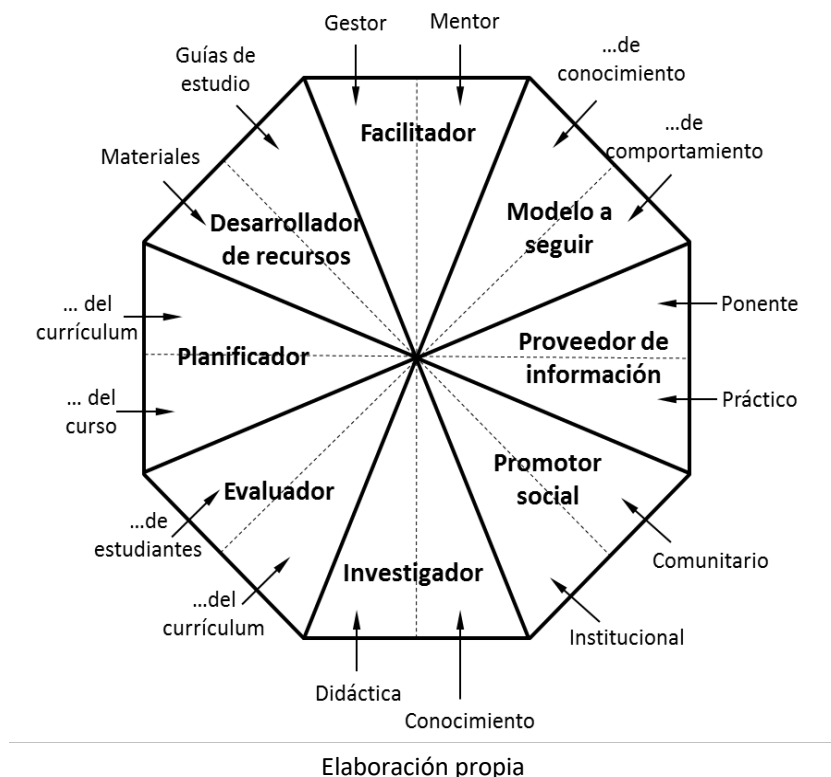 Gestor
Mentor
Guías de
estudio
...de
conocimiento
Facilitador
...de
comportamiento
Materiales
Desarrollador
de recursos
Modelo a
seguir
... del
currículum
Ponente
Planificador
Proveedor de
información
... del
curso
Práctico
Evaluador
Promotor
social
...de
estudiantes
Comunitario
Investigador
...del
currículum
Institucional
Didáctica
Conocimiento
Elaboración propia